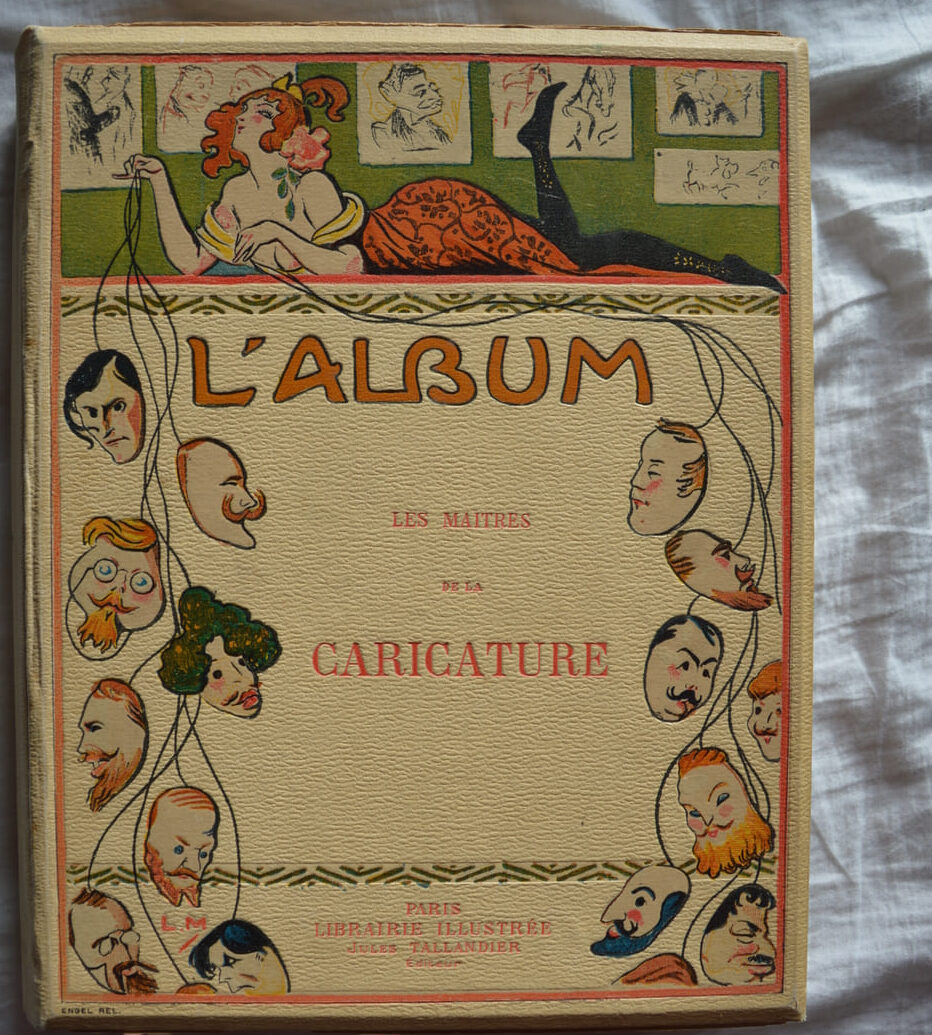 L'ALBUM
LES MAITRES
DE LA
CARICATURE
LM
PARIS
LIBRAIRIE ILLUSTRÉE
JULES TALLANDIER
Éditeur
ENGEL REL.